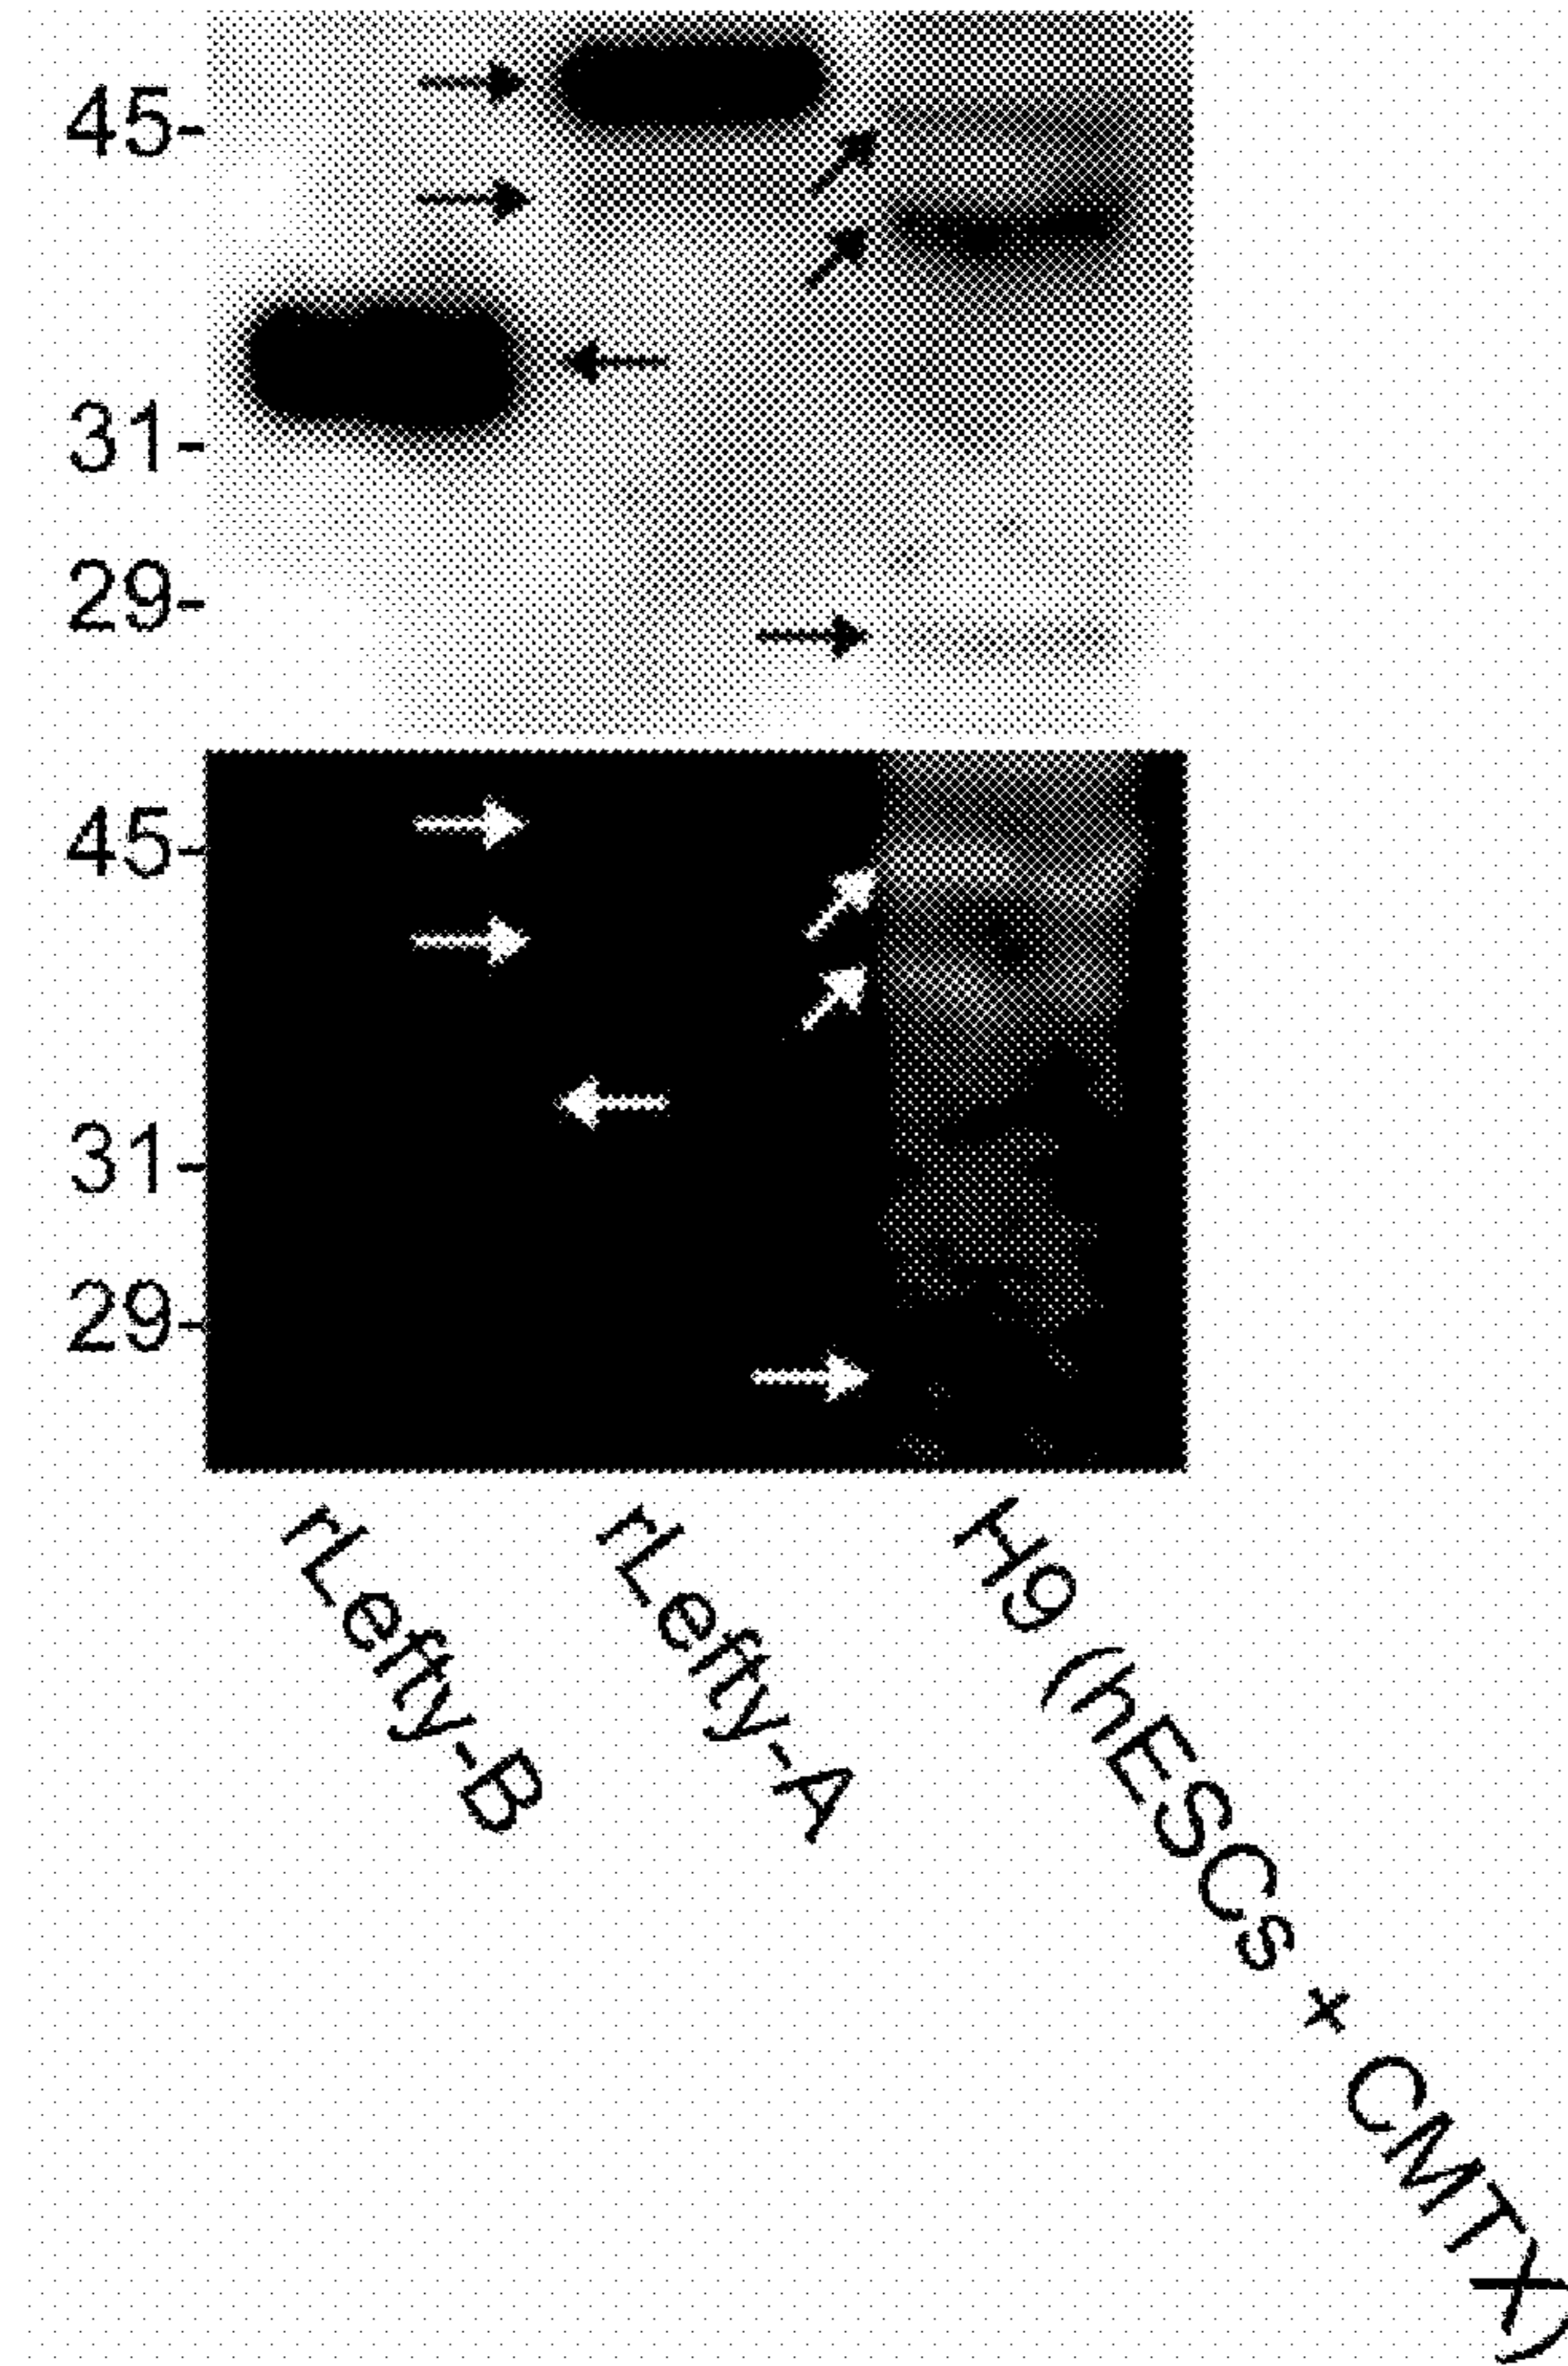 45-
31-
29-
45-
31-
29-
rLefty-B
rLefty-A
H9 (hESCs + CMTX)